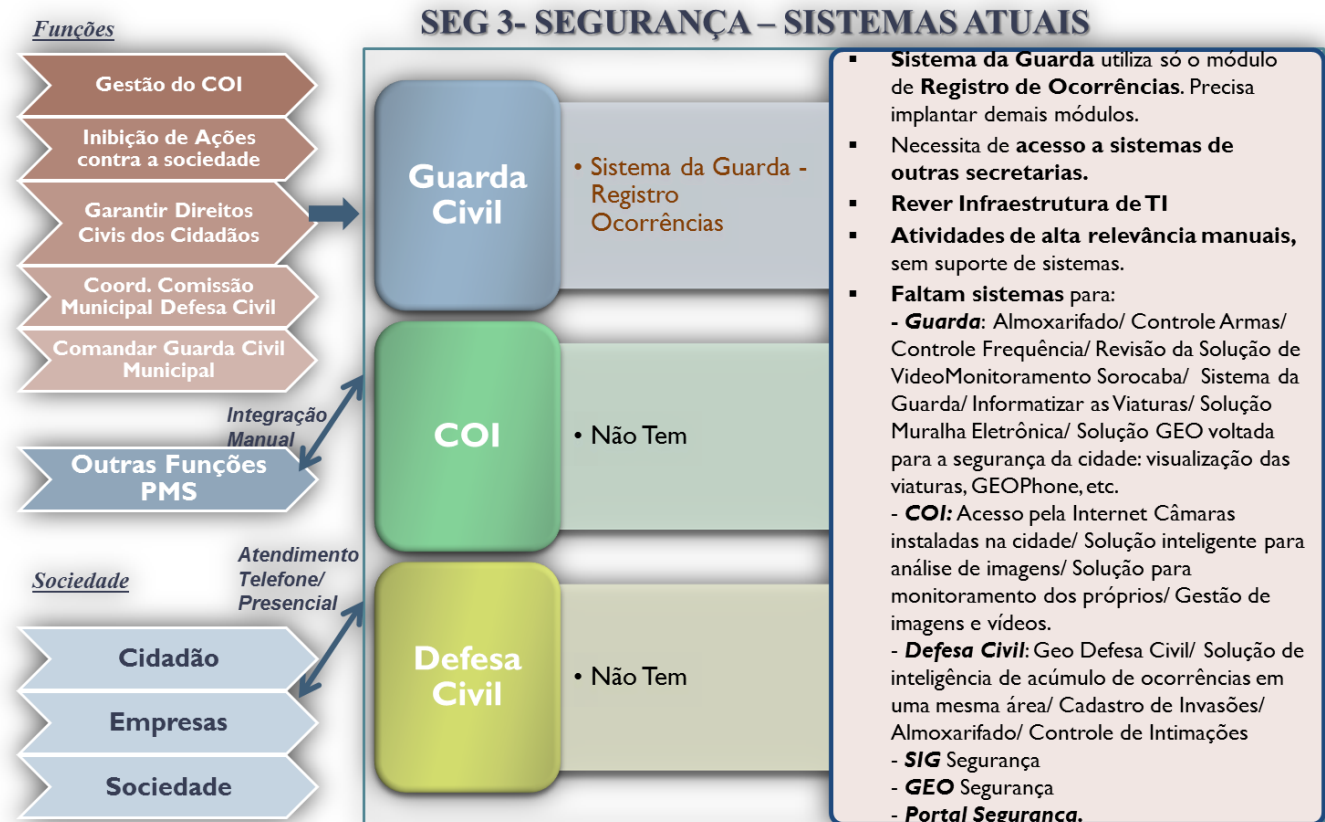 SEG 3- SEGURANÇA – SISTEMAS ATUAIS
Funções
Gestão do COI
Inibição de Ações
contra a sociedade
Garantir Direitos
Civis dos Cidadãos
Coord. Comissão
Municipal Defesa Civil
Comandar Guarda Civil
Municipal
Integração
Manual
Outras Funções
PMS
Atendimento
Telefone/
Presencial
Sociedade
Cidadão
Empresas
Sociedade
Guarda
Civil
• Sistema da Guarda -
Registro
Ocorrências
COI
• Não Tem
Defesa
Civil
• Não Tem
▪ Sistema da Guarda utiliza só o módulo
de Registro de Ocorrências. Precisa
implantar demais módulos.
▪ Necessita de acesso a sistemas de
outras secretarias.
▪ Rever Infraestrutura de TI
▪ Atividades de alta relevância manuais,
sem suporte de sistemas.
▪ Faltam sistemas para:
- Guarda: Almoxarifado/ Controle Armas/
Controle Frequência/ Revisão da Solução de
VideoMonitoramento Sorocaba/ Sistema da
Guarda/ Informatizar as Viaturas/ Solução
Muralha Eletrônica/ Solução GEO voltada
para a segurança da cidade: visualização das
viaturas, GEOPhone, etc.
- COI: Acesso pela Internet Câmaras
instaladas na cidade/ Solução inteligente para
análise de imagens/ Solução para
monitoramento dos próprios/ Gestão de
imagens e vídeos.
- Defesa Civil: Geo Defesa Civil/ Solução de
inteligência de acúmulo de ocorrências em
uma mesma área/ Cadastro de Invasões/
Almoxarifado/ Controle de Intimações
- SIG Segurança
- GEO Segurança
- Portal Segurança.